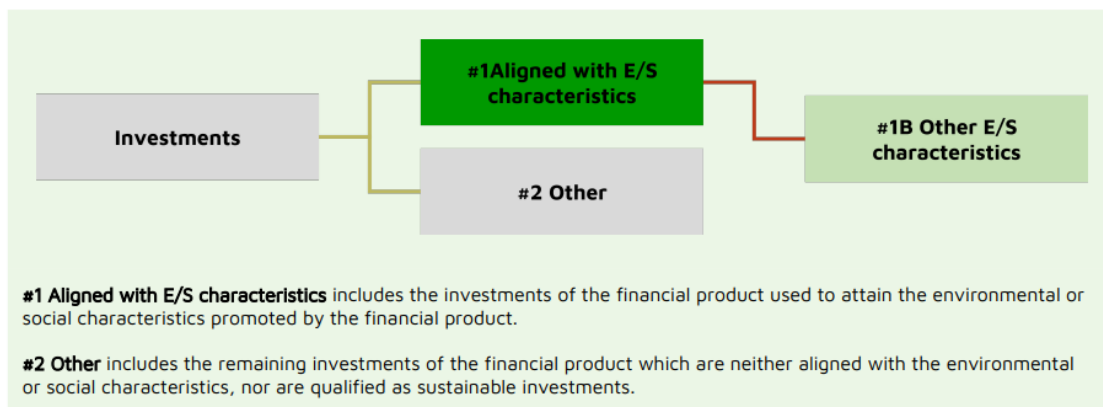 #1Aligned with E/S
characteristics
Investments
#1B Other E/S
characteristics
#2 Other
#1 Aligned with E/S characteristics includes the investments of the financial product used to attain the environmental or
social characteristics promoted by the financial product.
#2 Other includes the remaining investments of the financial product which are neither aligned with the environmental
or social characteristics, nor are qualified as sustainable investments.